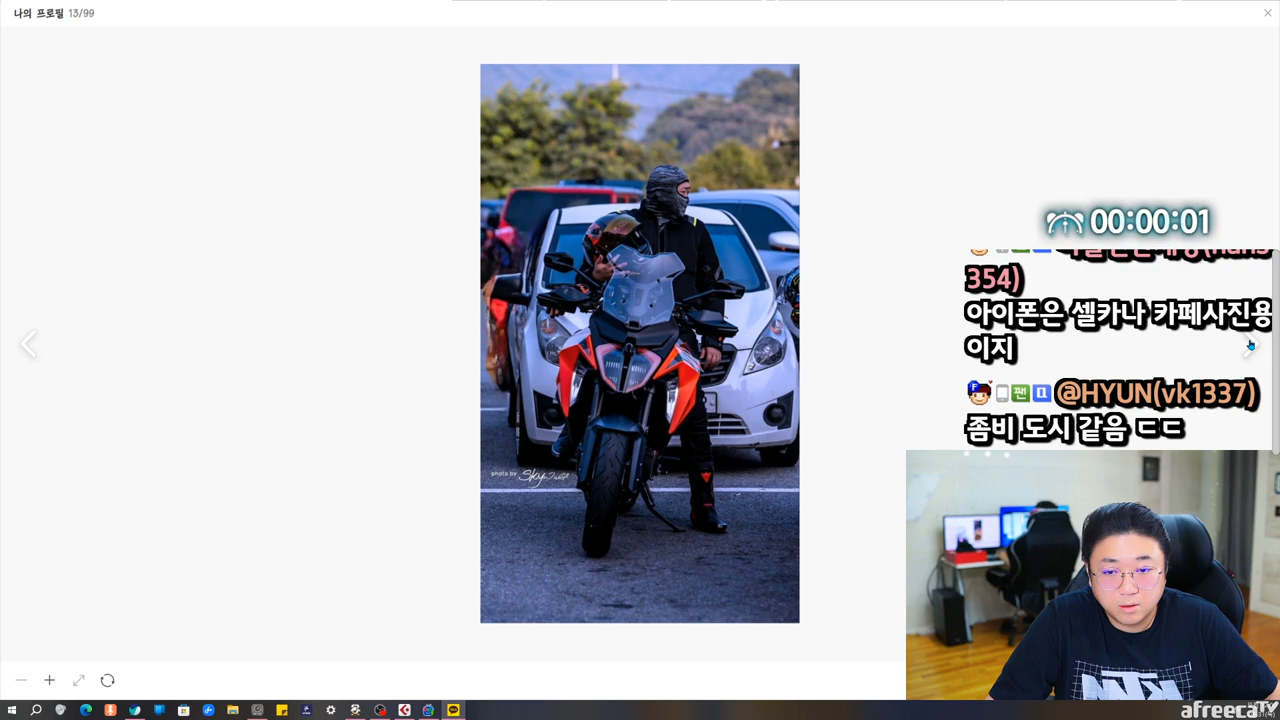 나의 프로필 13/99
00:00:01
354)
아이폰은 셀카나 카페사진용
이지
@HYUN(vk1337)
좀비 도시 같음 ㄷㄷ
photo by
afreecaTV